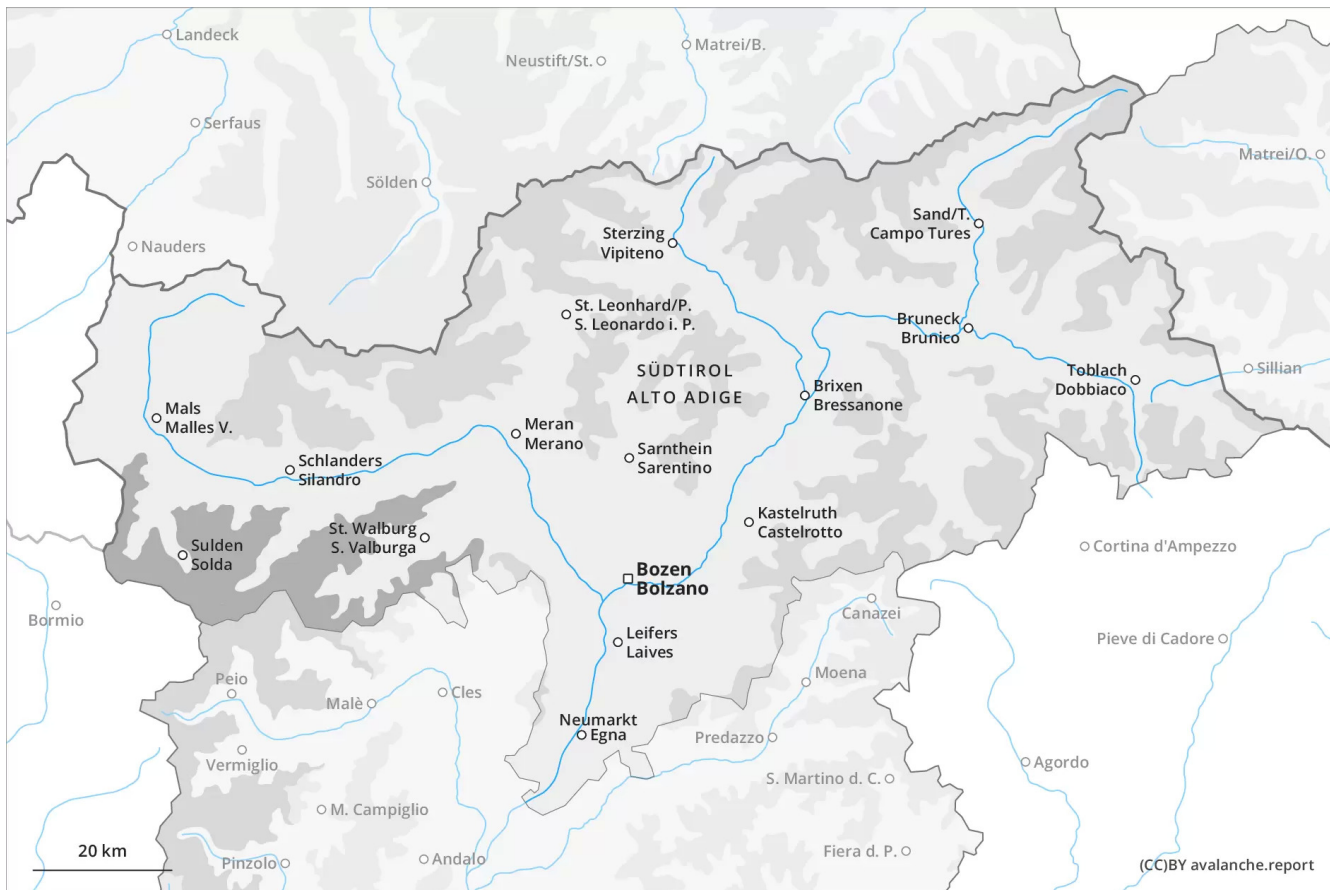 Landeck
Matrei/B.
Neustift/St.
Serfaus
Matrei/O.
Sölden
Sand/T.
Campo Tures
Sterzing
Vipiteno
Nauders
St. Leonhard/P.
S. Leonardo i. P.
Bruneck
Brunico
SÜDTIROL
ALTO ADIGE
Toblach
Dobbiaco
Sillian
Brixen
Bressanone
Mals
Malles V.
Meran
Merano
Sarnthein
Sarentino
Schlanders
Silandro
Kastelruth
Castelrotto
St. Walburg
S. Valburga
Sulden
Solda
Cortina d'Ampezzo
Bozen
Bolzano
Bormio
Canazei
Leifers
Laives
Pieve di Cadore
Peio
Moena
Cles
Malè
Neumarkt
Egna
Predazzo
Vermiglio
Agordo
S. Martino d. C.
M. Campiglio
20 km
Pinzolo
Andalo
Fiera d. P.
(CC)BY avalanche.report